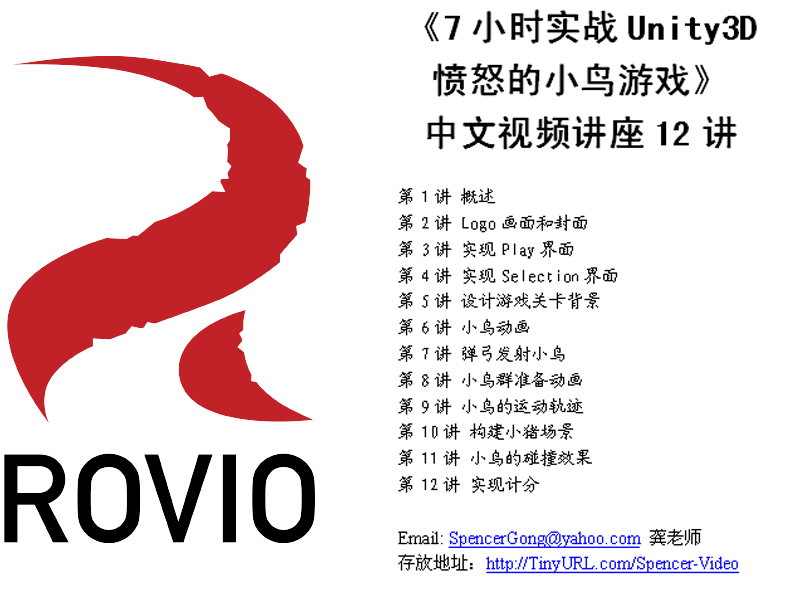 《7 小时实战 Unity3D
愤怒的小鸟游戏》
中文视频讲座 12 讲
第 1 讲 概述
第 2 讲 Logo 画面和封面
第 3 讲 实现 Play 界面
第 4 讲 实现 Selection 界面
第 5 讲 设计游戏关卡背景
第 6 讲 小鸟动画
第 7 讲 弹弓发射小鸟
第 8 讲 小鸟群准备动画
第 9 讲 小鸟的运动轨迹
第 10 讲 构建小猪场景
第 11 讲 小鸟的碰撞效果
第 12 讲 实现计分
ROVIO
Email: SpencerGong@yahoo.com 龚老师
存放地址：http://TinyURL.com/Spencer-Video